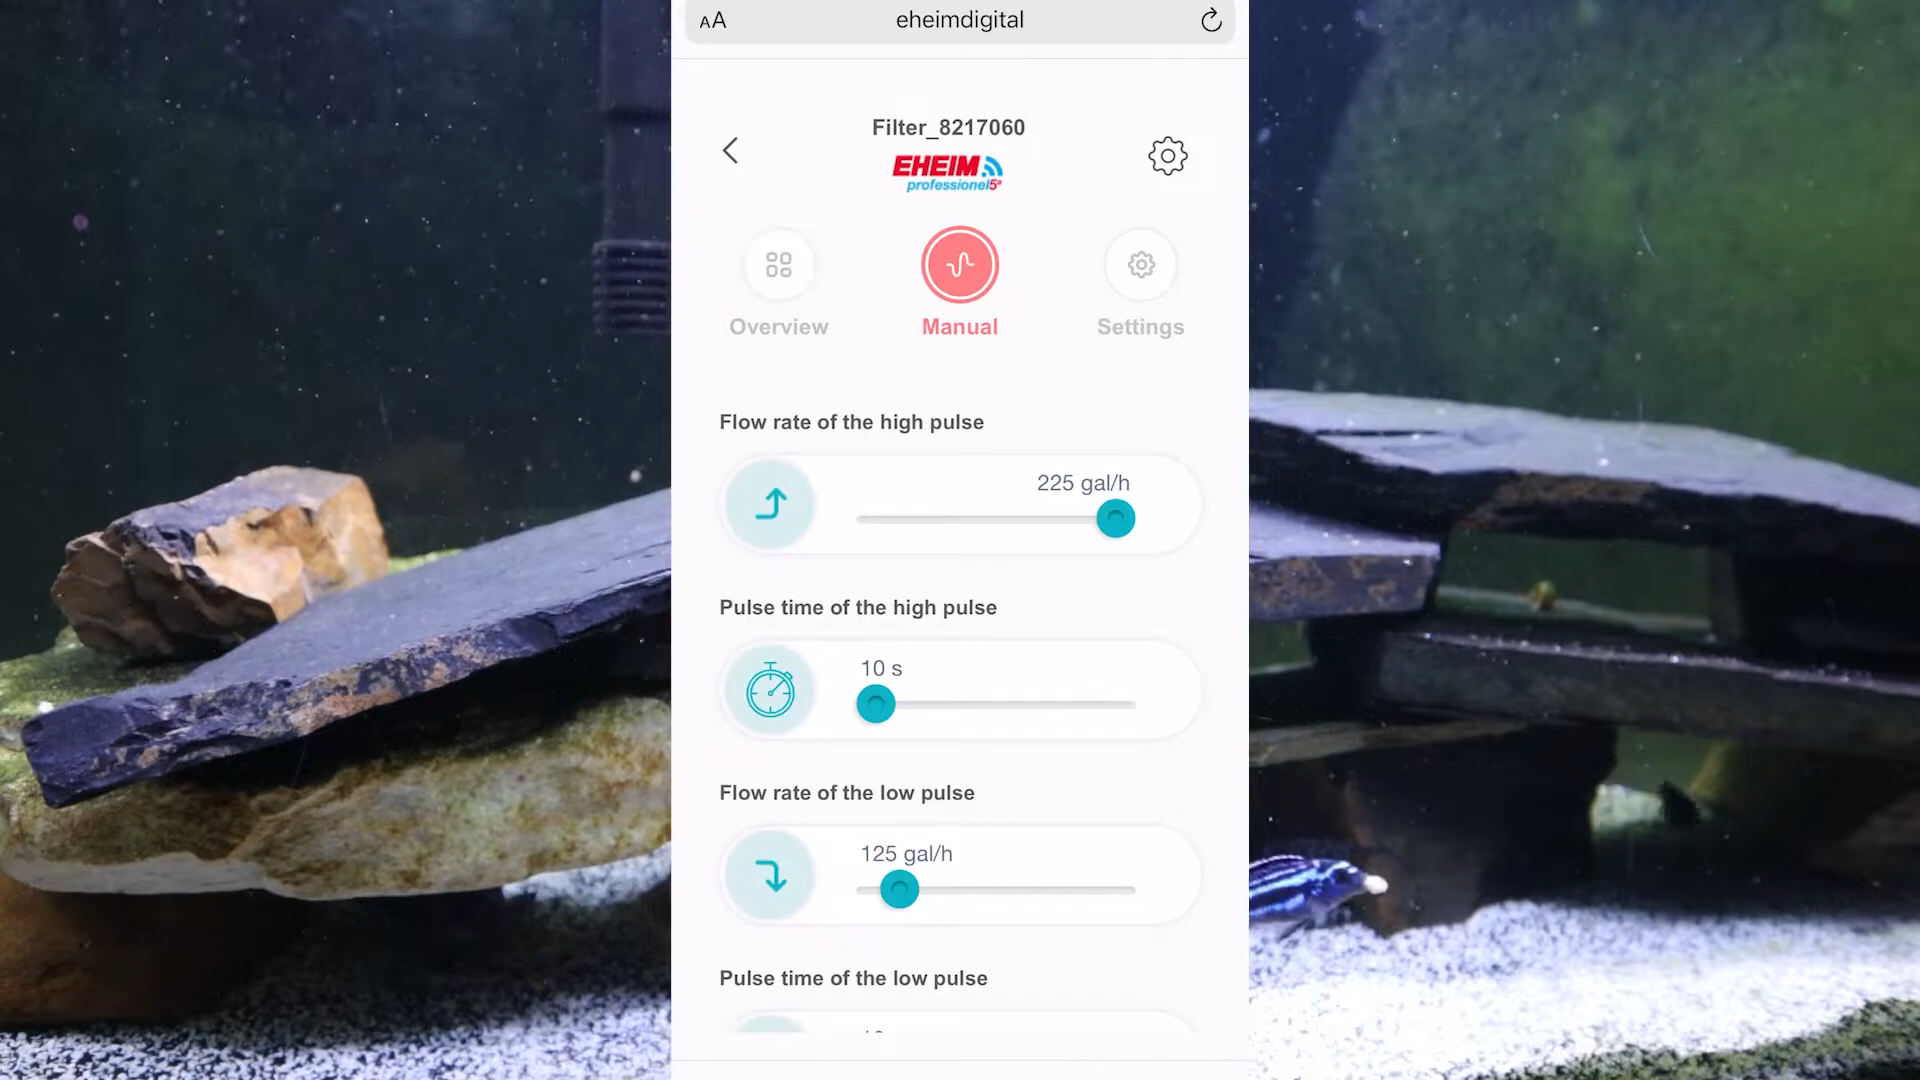 AA
eheimdigital
Filter_8217060
EHEIM
professionel5e
Overview
Manual
Settings
Flow rate of the high pulse
225 gal/h
Pulse time of the high pulse
10 s
Flow rate of the low pulse
125 gal/h
Pulse time of the low pulse